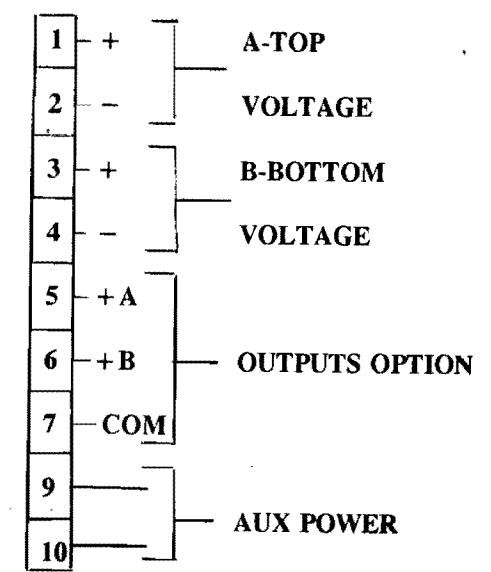 1 + A-TOP
2 - VOLTAGE
3 + B-BOTTOM
4 - VOLTAGE
5 +A
6 +B OUTPUTS OPTION
7 COM
9
AUX POWER
10